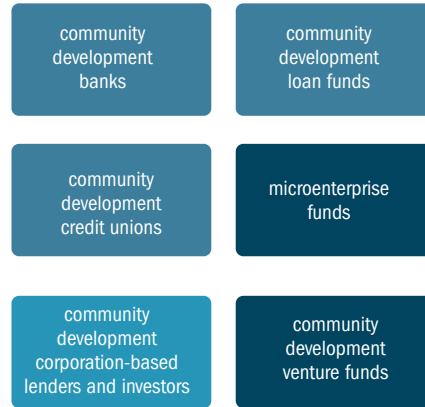 community
development
banks
community
development
loan funds
community
development
credit unions
microenterprise
funds
community
development
corporation-based
lenders and investors
community
development
venture funds